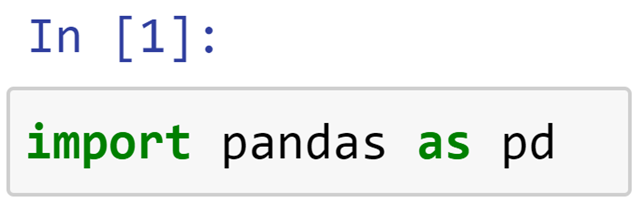 In [1]:
import pandas as pd